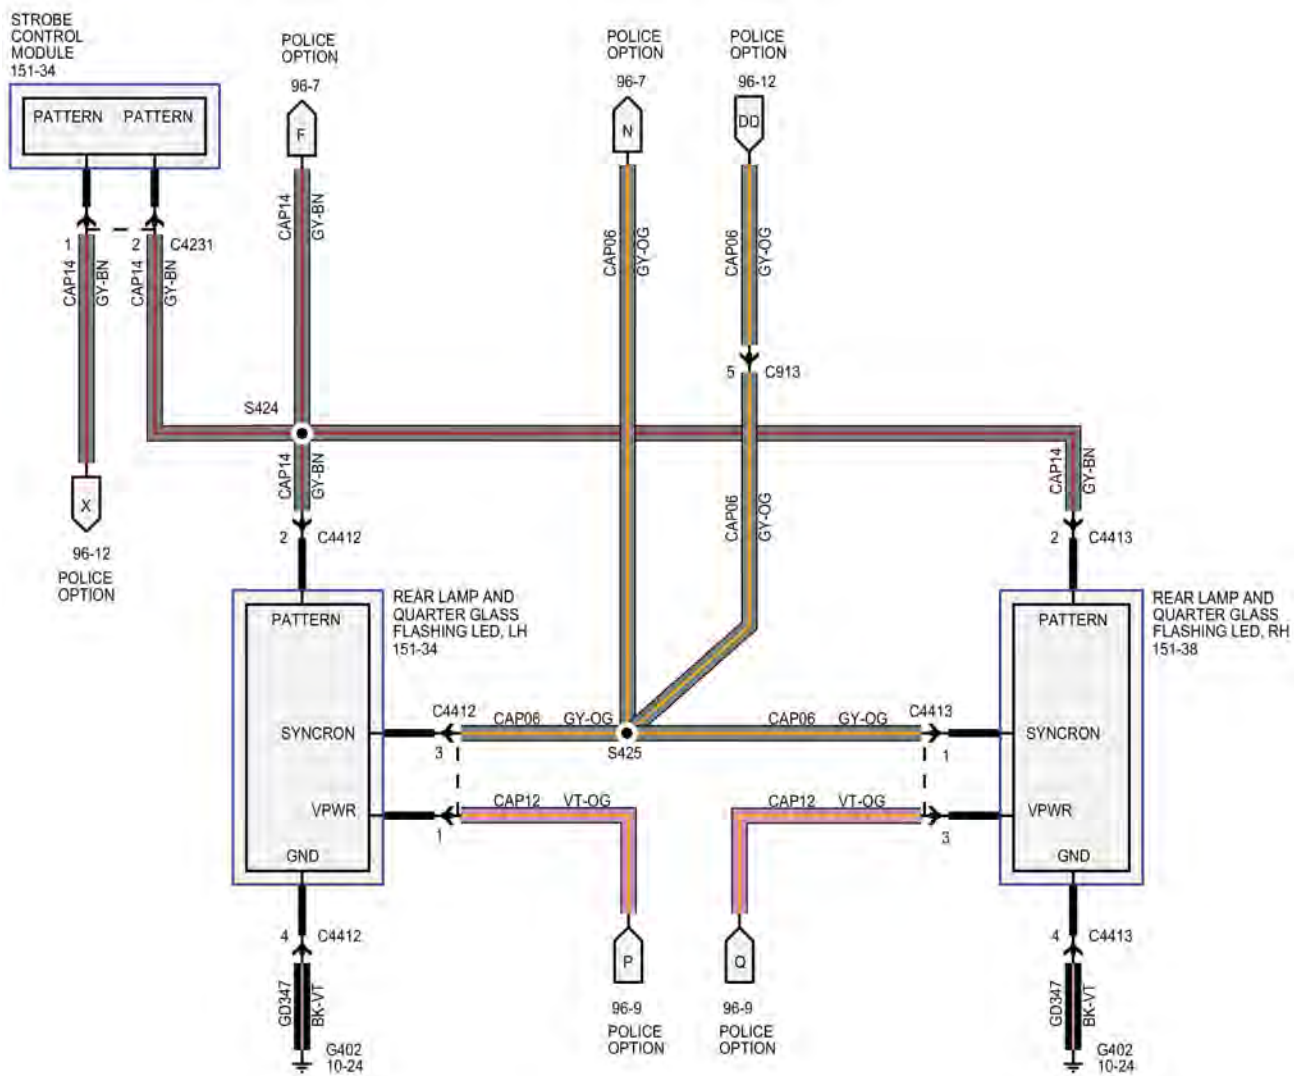 STROBE
CONTROL
MODULE
151-34
POLICE
OPTION
96-7
POLICE
OPTION
96-7
POLICE
OPTION
96-12
PATTERN PATTERN
F
N
DD
CAP14
GY-BN
CAP06
GY-OG
CAP06
GY-OG
1
2
C4231
CAP14
GY-BN
CAP14
GY-BN
5
C913
S424
CAP14
GY-BN
CAP06
GY-OG
CAP14
GY-BN
X
96-12
POLICE
OPTION
2
C4412
2
C4413
REAR LAMP AND
QUARTER GLASS
FLASHING LED, LH
151-34
REAR LAMP AND
QUARTER GLASS
FLASHING LED, RH
151-38
PATTERN
PATTERN
C4412
CAP06
GY-OG
CAP06
GY-OG
C4413
SYNCRON
SYNCRON
3
S425
1
CAP12
VT-OG
CAP12
VT-OG
VPWR
VPWR
1
3
GND
GND
4
C4412
P
Q
4
C4413
GD347
BK-VT
GD347
BK-VT
96-9
POLICE
OPTION
96-9
POLICE
OPTION
G402
10-24
G402
10-24